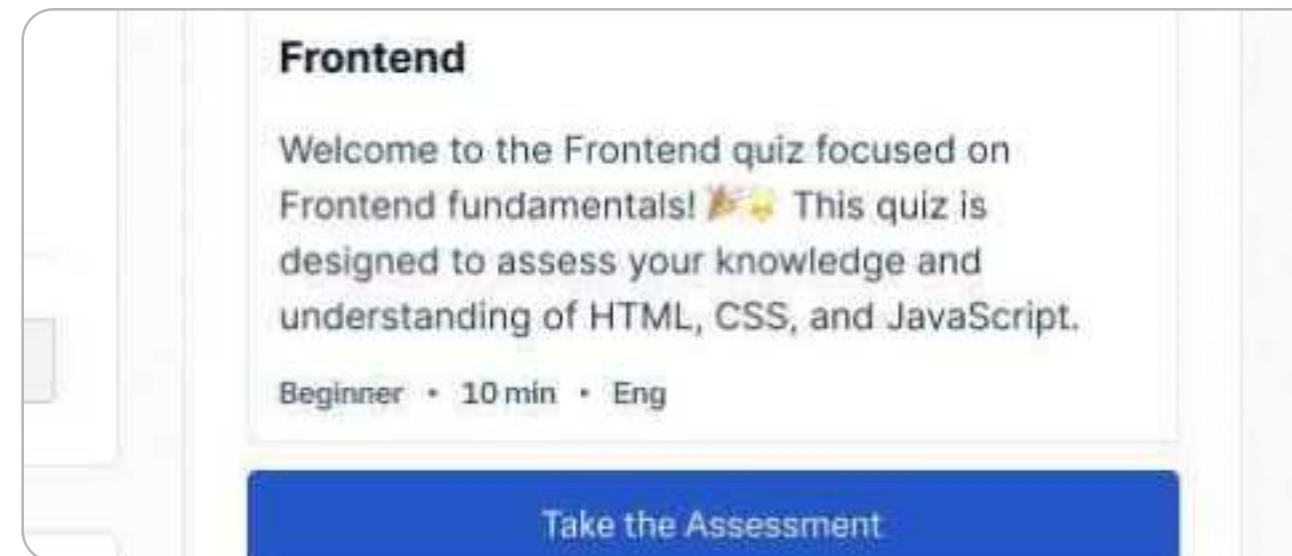 Frontend
Welcome to the Frontend quiz focused on
Frontend fundamentals! 🎉🌟 This quiz is
designed to assess your knowledge and
understanding of HTML, CSS, and JavaScript.
Beginner • 10 min • Eng
Take the Assessment